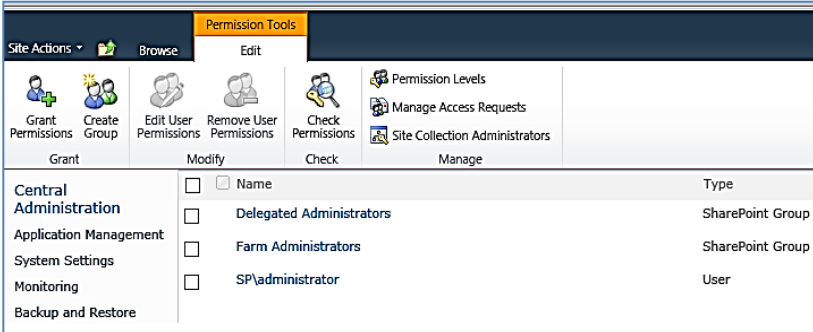 Permission Tools
Site Actions Browse Edit
Grant Permissions
Create Group
Edit User Permissions
Remove User Permissions
Check Permissions
Permission Levels
Manage Access Requests
Site Collection Administrators
Grant Modify Check Manage
Central Administration
Application Management
System Settings
Monitoring
Backup and Restore
Name Type
Delegated Administrators SharePoint Group
Farm Administrators SharePoint Group
SP\administrator User